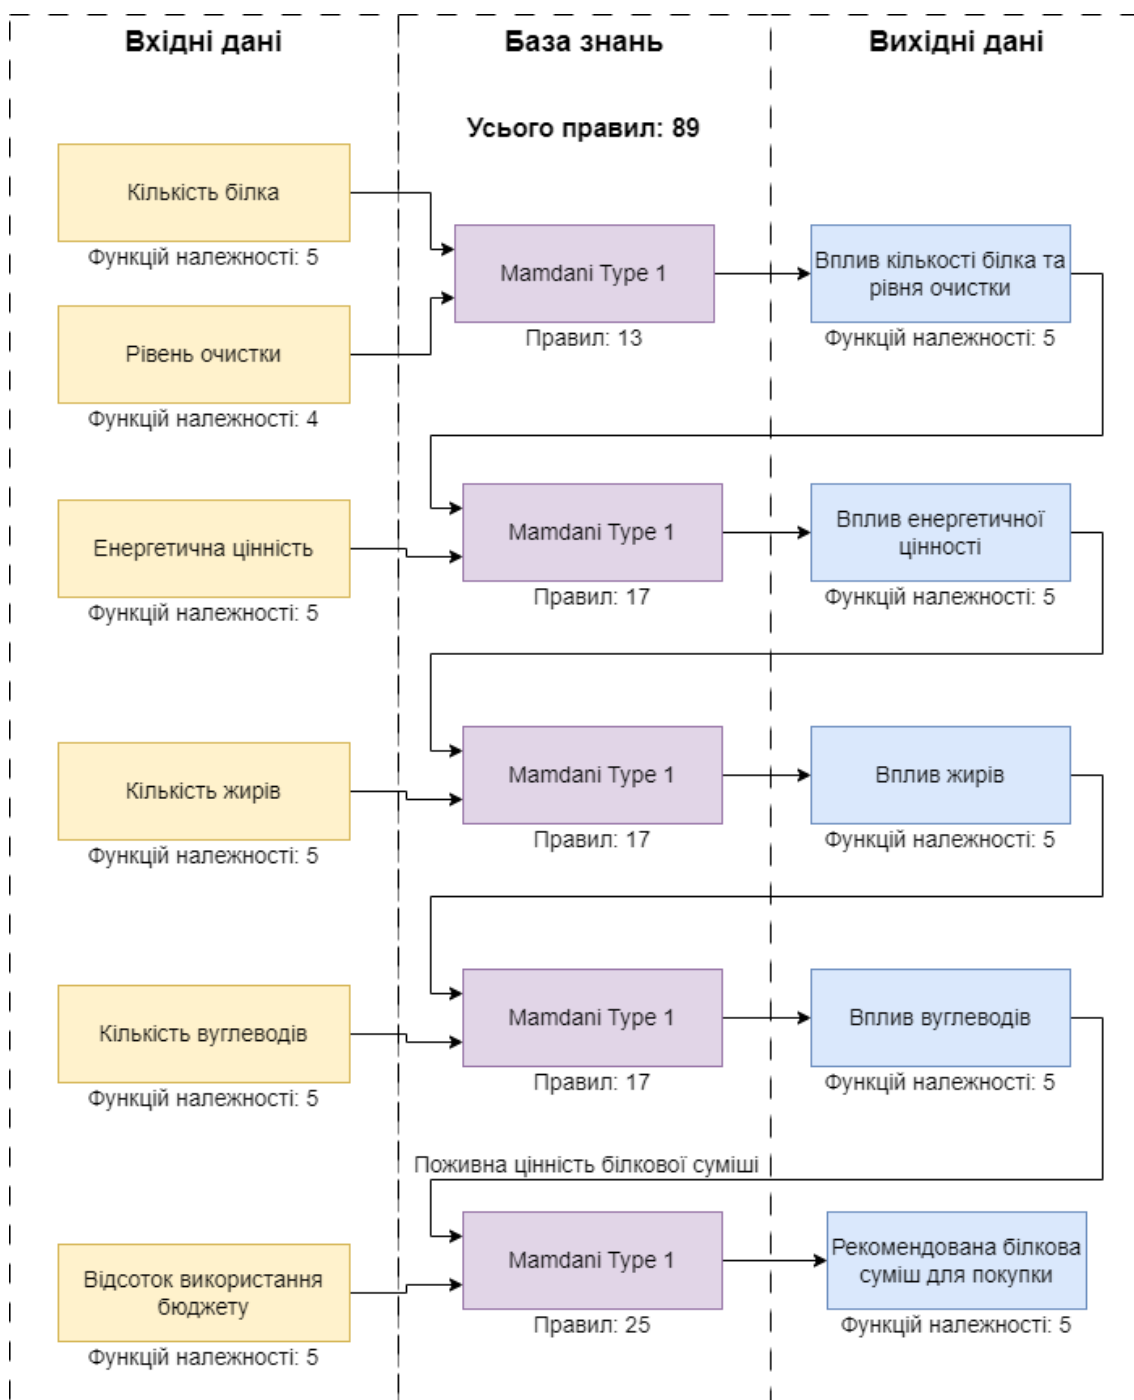 Вхідні дані
База знань
Вихідні дані
Усього правил: 89
Кількість білка
Функцій належності: 5
Рівень очистки
Функцій належності: 4
Mamdani Type 1
Правил: 13
Вплив кількості білка та
рівня очистки
Функцій належності: 5
Енергетична цінність
Функцій належності: 5
Mamdani Type 1
Правил: 17
Вплив енергетичної
цінності
Функцій належності: 5
Кількість жирів
Функцій належності: 5
Mamdani Type 1
Правил: 17
Вплив жирів
Функцій належності: 5
Кількість вуглеводів
Функцій належності: 5
Mamdani Type 1
Правил: 17
Вплив вуглеводів
Функцій належності: 5
Поживна цінність білкової суміші
Відсоток використання
бюджету
Функцій належності: 5
Mamdani Type 1
Правил: 25
Рекомендована білкова
суміш для покупки
Функцій належності: 5